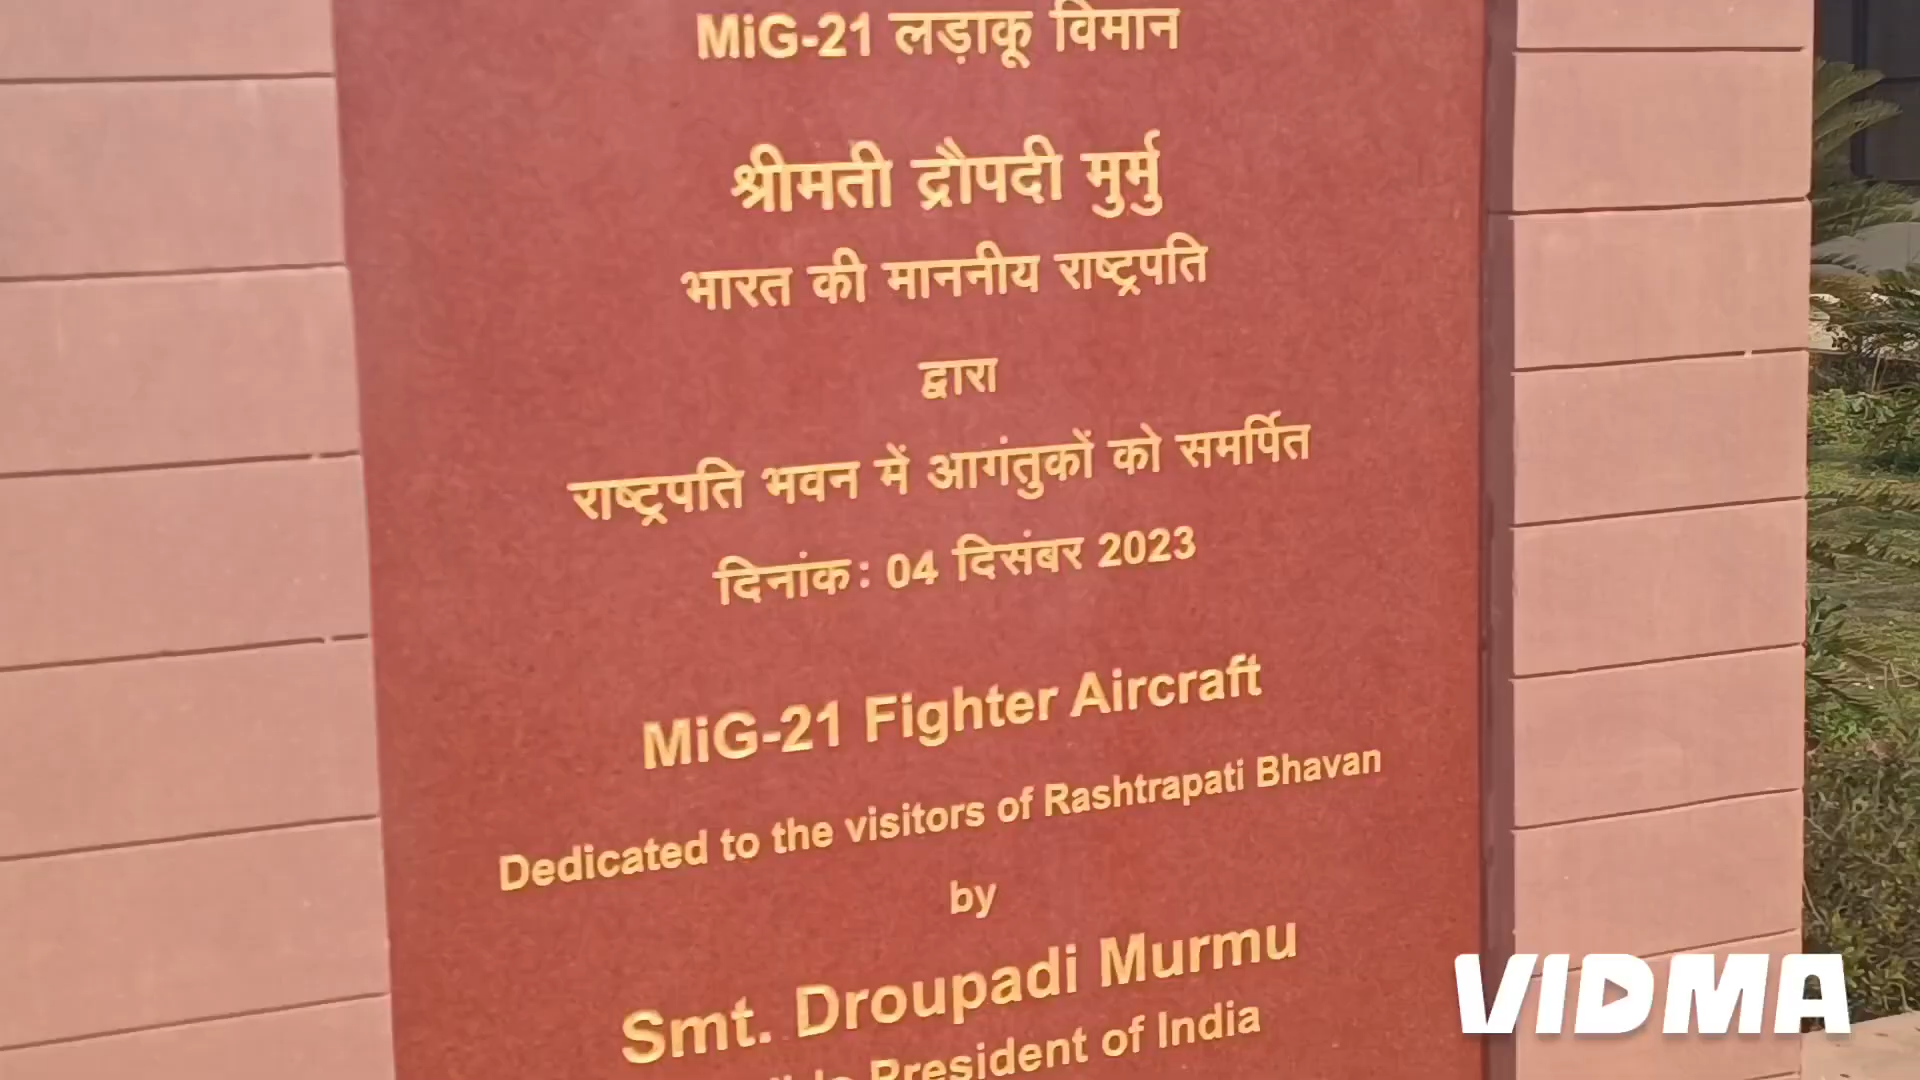 MiG-21 लड़ाकू विमान
श्रीमती द्रौपदी मुर्मु
भारत की माननीय राष्ट्रपति
द्वारा
राष्ट्रपति भवन में आगंतुकों को समर्पित
दिनांक: 04 दिसंबर 2023
MiG-21 Fighter Aircraft
Dedicated to the visitors of Rashtrapati Bhavan
by
Smt. Droupadi Murmu
President of India
VIDMA